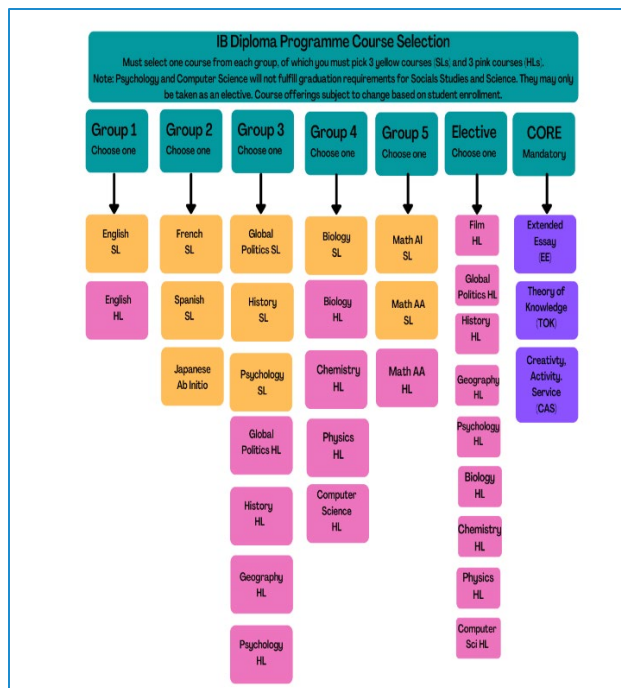 IB Diploma Programme Course Selection
Must select one course from each group, of which you must pick 3 yellow courses (SLs) and 3 pink courses (HLs).
Note: Psychology and Computer Science will not fulfill graduation requirements for Socials Studies and Science. They may only
be taken as an elective. Course offerings subject to change based on student enrollment.
Group 1
Choose one
English
SL
English
HL
Group 2
Choose one
French
SL
Spanish
SL
Japanese
Ab Initio
Group 3
Choose one
Global
Politics SL
History
SL
Psychology
SL
Global
Politics HL
History
HL
Geography
HL
Psychology
HL
Group 4
Choose one
Biology
SL
Biology
HL
Chemistry
HL
Physics
HL
Computer
Science
HL
Group 5
Choose one
Math AI
SL
Math AA
SL
Math AA
HL
Elective
Choose one
Film
HL
Global
Politics HL
History
HL
Geography
HL
Psychology
HL
Biology
HL
Chemistry
HL
Physics
HL
Computer
Sci HL
CORE
Mandatory
Extended
Essay
(EE)
Theory of
Knowledge
(TOK)
Creativty,
Activity,
Service
(CAS)